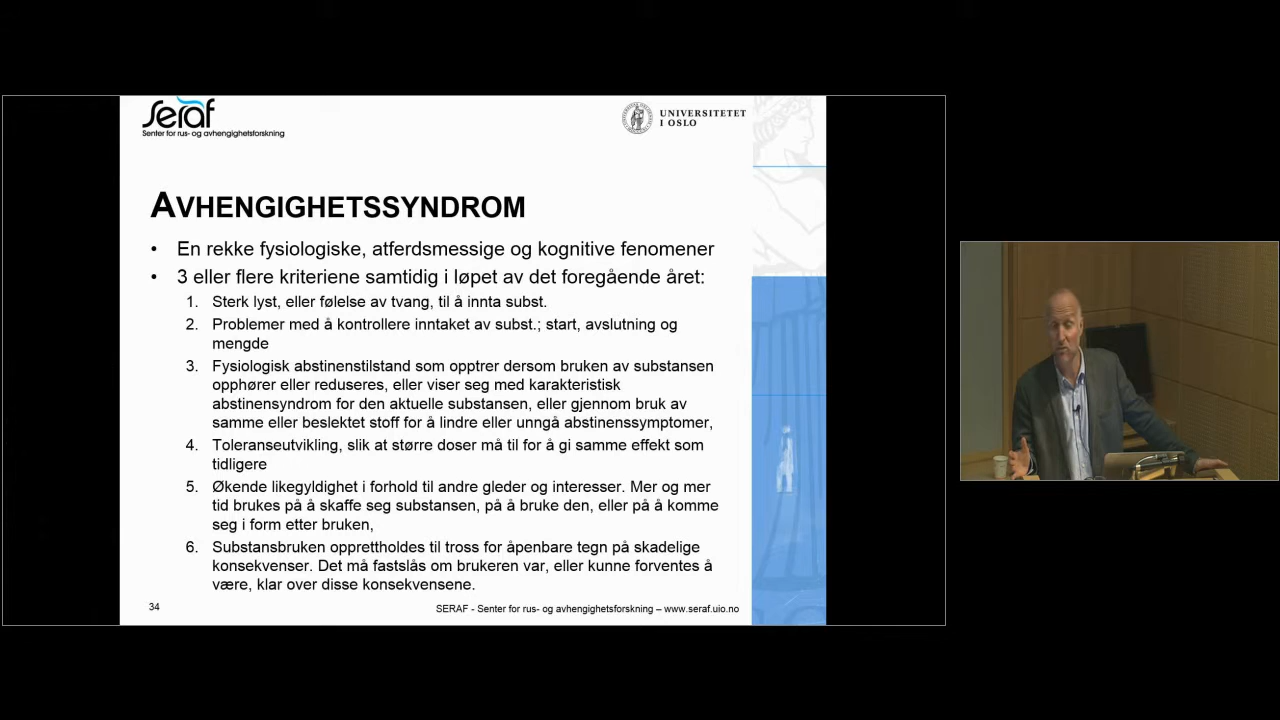 seraf
Senter for rus- og avhengighetsforskning
UNIVERSITETET
I OSLO
AVHENGIGHETSSYNDROM
• En rekke fysiologiske, atferdsmessige og kognitive fenomener
• 3 eller flere kriteriene samtidig i løpet av det foregående året:
1. Sterk lyst, eller følelse av tvang, til å innta subst.
2. Problemer med å kontrollere inntaket av subst.; start, avslutning og
mengde
3. Fysiologisk abstinenstilstand som opptrer dersom bruken av substansen
opphører eller reduseres, eller viser seg med karakteristisk
abstinensyndrom for den aktuelle substansen, eller gjennom bruk av
samme eller beslektet stoff for å lindre eller unngå abstinenssymptomer,
4. Toleranseutvikling, slik at større doser må til for å gi samme effekt som
tidligere
5. Økende likegyldighet i forhold til andre gleder og interesser. Mer og mer
tid brukes på å skaffe seg substansen, på å bruke den, eller på å komme
seg i form etter bruken,
6. Substansbruken opprettholdes til tross for åpenbare tegn på skadelige
konsekvenser. Det må fastslås om brukeren var, eller kunne forventes å
være, klar over disse konsekvensene.
34
SERAF - Senter for rus- og avhengighetsforskning – www.seraf.uio.no